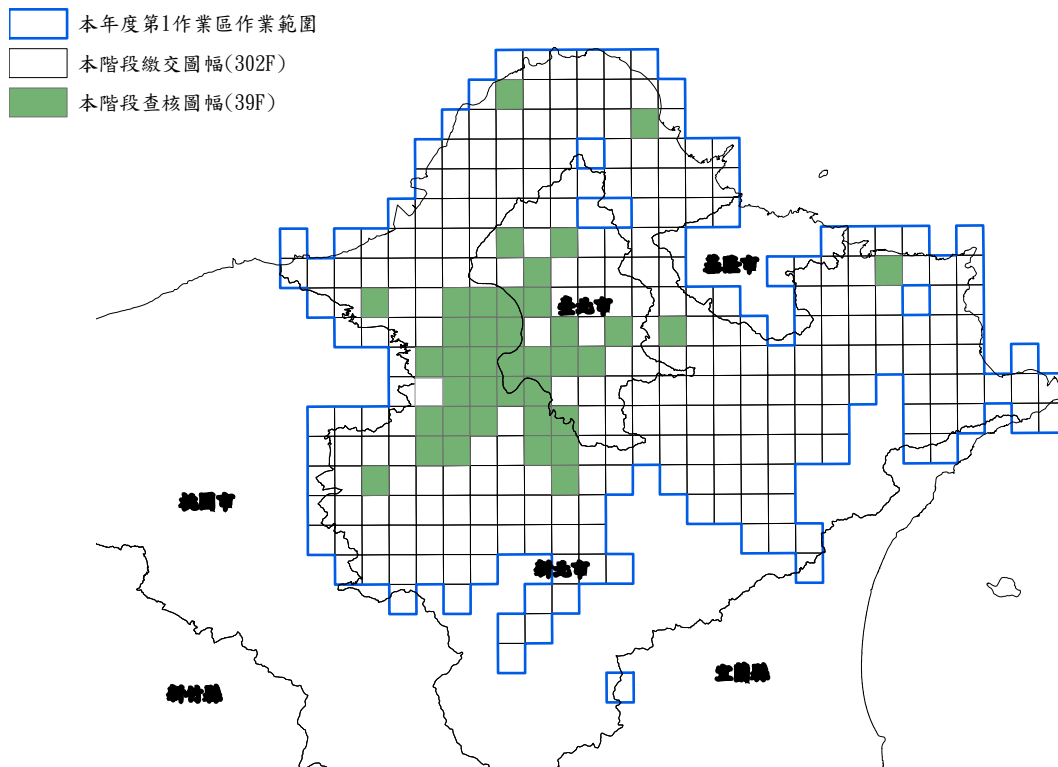 本年度第1作業區作業範圍
本階段繳交圖幅(302F)
本階段查核圖幅(39F)
基隆市
臺北市
桃園市
新北市
宜蘭縣
新竹縣